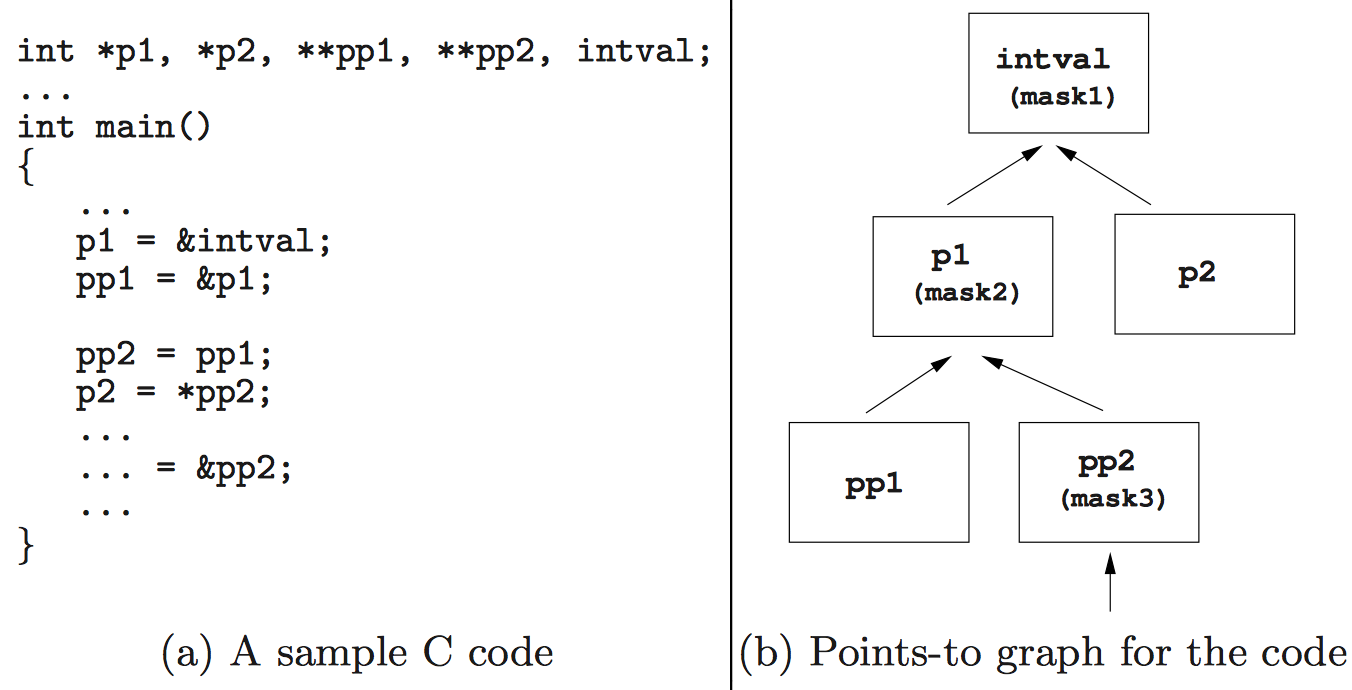 int *p1, *p2, **pp1, **pp2, intval;
...
int main()
{
...
p1 = &intval;
pp1 = &p1;
pp2 = pp1;
p2 = *pp2;
...
... = &pp2;
...
}
(a) A sample C code
intval
(mask1)
p1
(mask2)
p2
pp1
pp2
(mask3)
(b) Points-to graph for the code